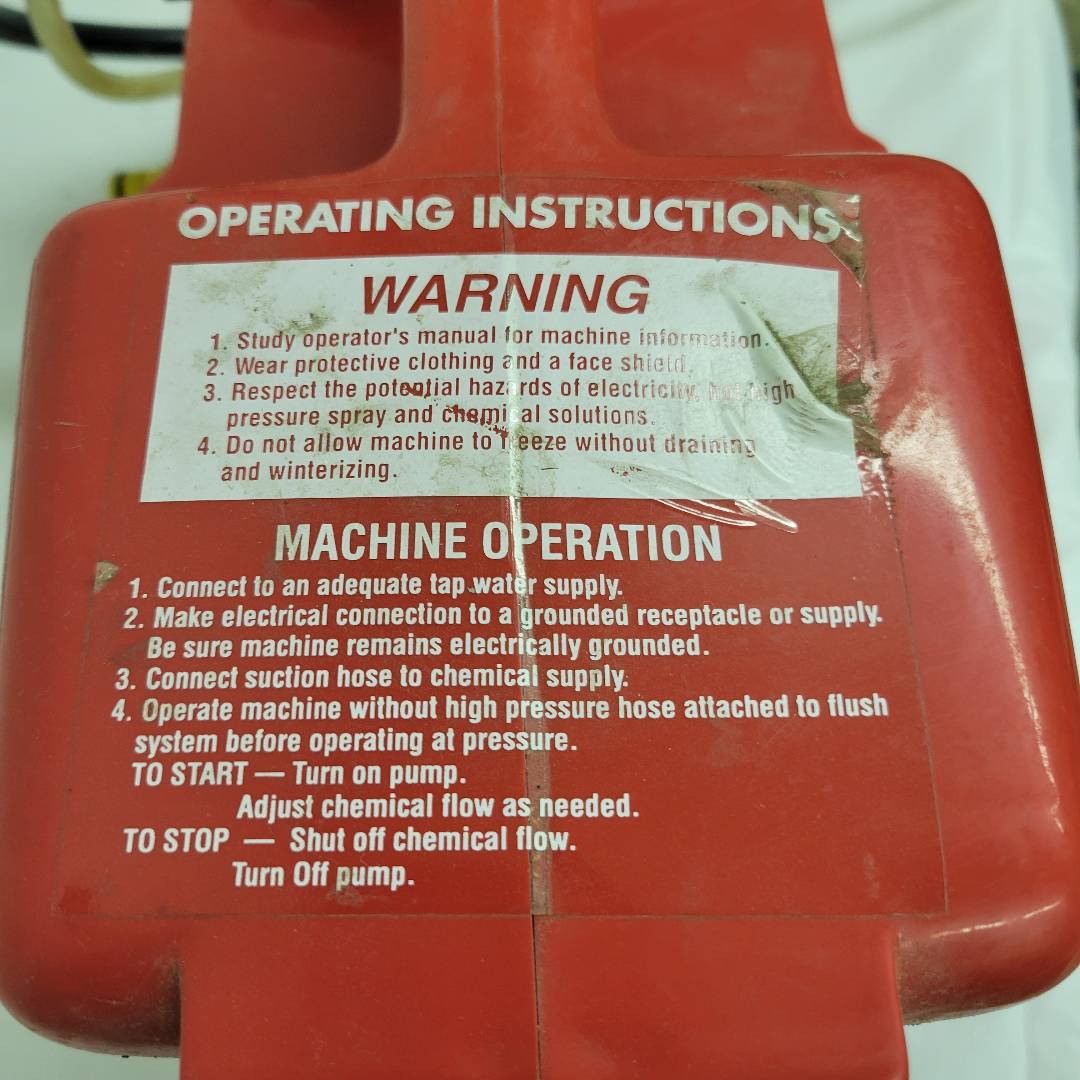 OPERATING INSTRUCTIONS
WARNING
1. Study operator's manual for machine information.
2. Wear protective clothing and a face shield.
3. Respect the potential hazards of electricity, high
pressure spray and chemical solutions.
4. Do not allow machine to freeze without draining
and winterizing.
MACHINE OPERATION
1. Connect to an adequate tap water supply.
2. Make electrical connection to a grounded receptacle or supply.
Be sure machine remains electrically grounded.
3. Connect suction hose to chemical supply.
4. Operate machine without high pressure hose attached to flush
system before operating at pressure.
TO START — Turn on pump.
Adjust chemical flow as needed.
TO STOP — Shut off chemical flow.
Turn Off pump.